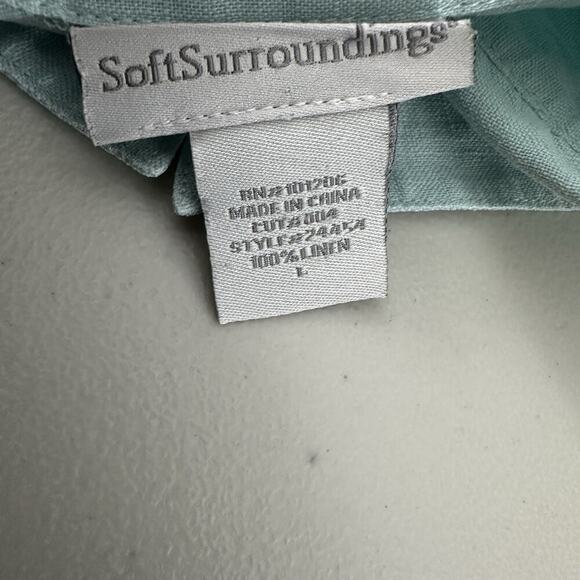 SoftSurroundings®
RN#101206
MADE IN CHINA
CUT#004
STYLE#24454
100%LINEN
L